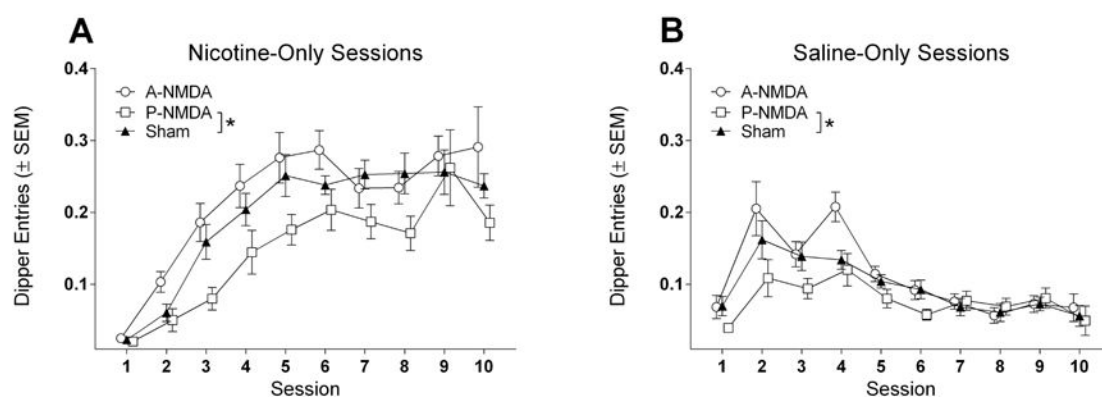 A
Nicotine-Only Sessions
Dipper Entries (± SEM)
0.4
0.3
0.2
0.1
A-NMDA
P-NMDA
Sham
*
1 2 3 4 5 6 7 8 9 10
Session
B
Saline-Only Sessions
Dipper Entries (± SEM)
0.4
0.3
0.2
0.1
A-NMDA
P-NMDA
Sham
*
1 2 3 4 5 6 7 8 9 10
Session